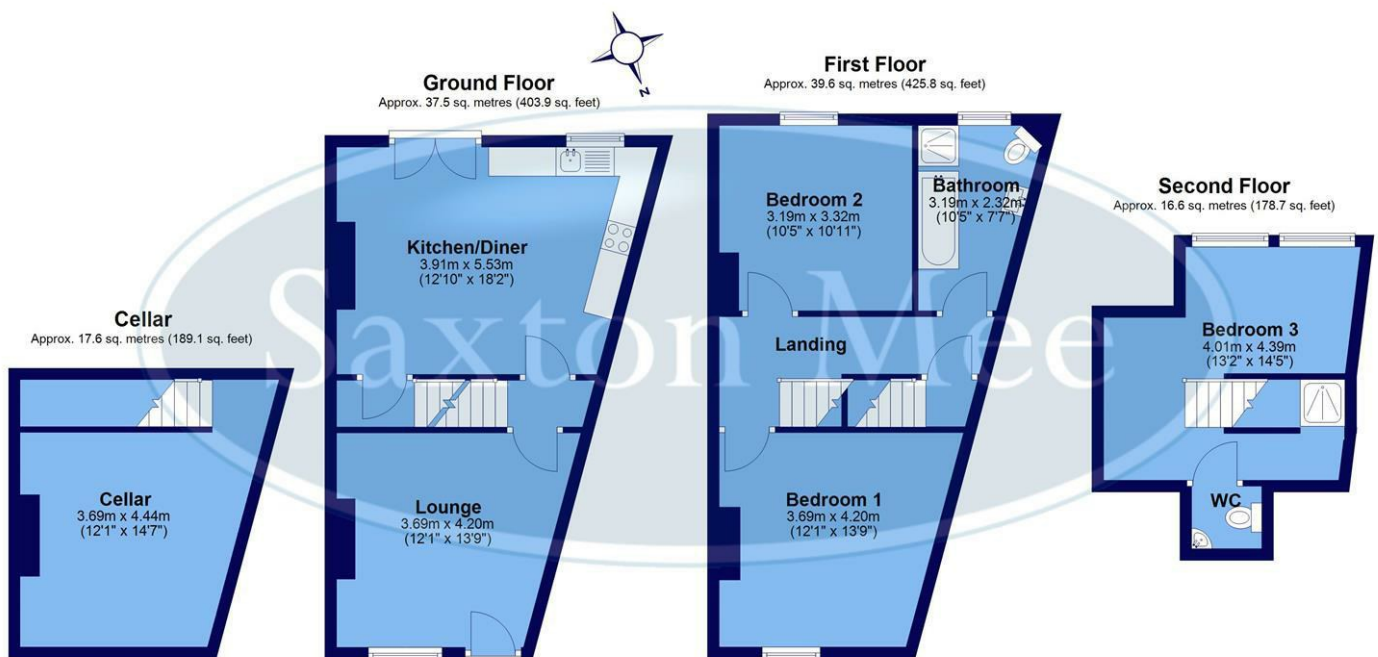 Cellar
Approx. 17.6 sq. metres (189.1 sq. feet)
Cellar
3.69m x 4.44m
(12'1" x 14'7")
Ground Floor
Approx. 37.5 sq. metres (403.9 sq. feet)
Kitchen/Diner
3.91m x 5.53m
(12'10" x 18'2")
Lounge
3.69m x 4.20m
(12'1" x 13'9")
N
First Floor
Approx. 39.6 sq. metres (425.8 sq. feet)
Bedroom 2
3.19m x 3.32m
(10'5" x 10'11")
Bathroom
3.19m x 2.32m
(10'5" x 7'7")
Landing
Bedroom 1
3.69m x 4.20m
(12'1" x 13'9")
Second Floor
Approx. 16.6 sq. metres (178.7 sq. feet)
Bedroom 3
4.01m x 4.39m
(13'2" x 14'5")
WC
Saxton Mee